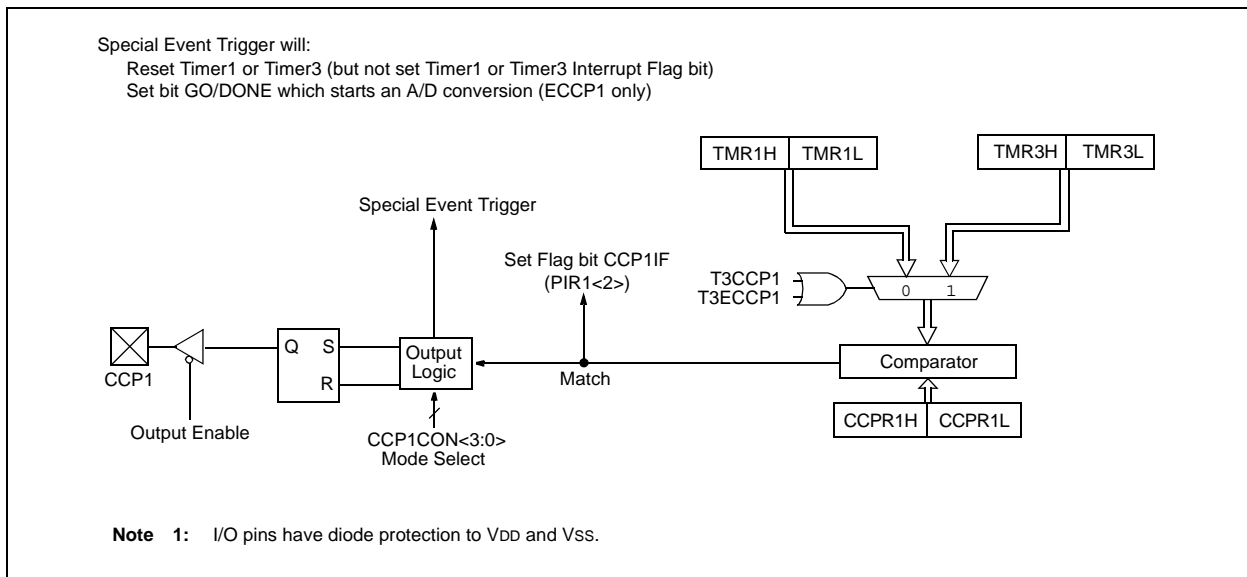 Special Event Trigger will:
Reset Timer1 or Timer3 (but not set Timer1 or Timer3 Interrupt Flag bit)
Set bit GO/DONE which starts an A/D conversion (ECCP1 only)
TMR1H TMR1L
TMR3H TMR3L
Special Event Trigger
Set Flag bit CCP1IF
(PIR1<2>)
T3CCP1
T3ECCP1
0 1
Q S
R
Output
Logic
Comparator
CCP1
Match
Output Enable
CCP1CON<3:0>
Mode Select
CCPR1H CCPR1L
Note 1: I/O pins have diode protection to VDD and VSS.